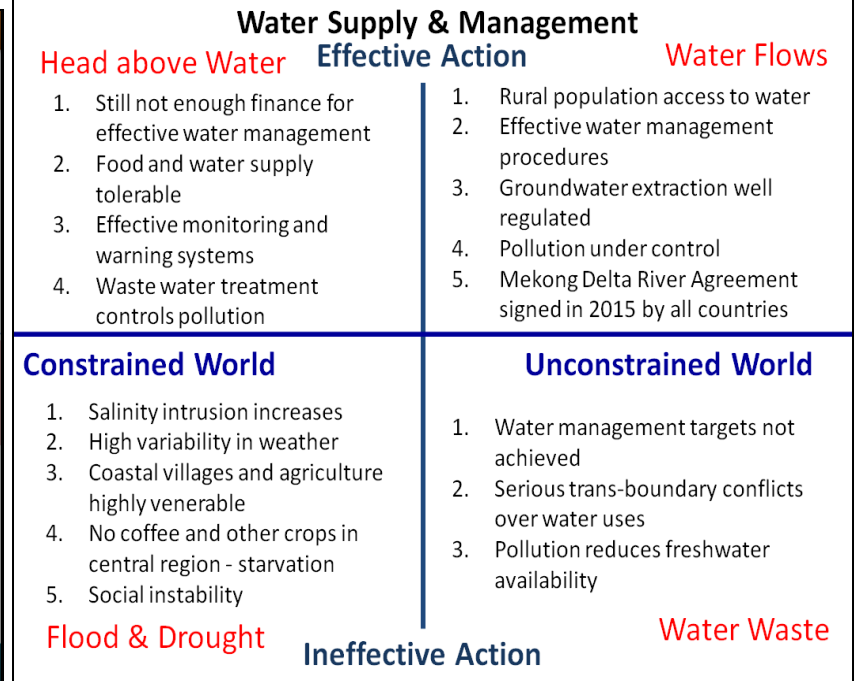 Water Supply & Management
Effective Action
Head above Water
1. Still not enough finance for
effective water management
2. Food and water supply
tolerable
3. Effective monitoring and
warning systems
4. Waste water treatment
controls pollution
Water Flows
1. Rural population access to water
2. Effective water management
procedures
3. Groundwater extraction well
regulated
4. Pollution under control
5. Mekong Delta River Agreement
signed in 2015 by all countries
Constrained World
1. Salinity intrusion increases
2. High variability in weather
3. Coastal villages and agriculture
highly venerable
4. No coffee and other crops in
central region - starvation
5. Social instability
Flood & Drought
Unconstrained World
1. Water management targets not
achieved
2. Serious trans-boundary conflicts
over water uses
3. Pollution reduces freshwater
availability
Water Waste
Ineffective Action